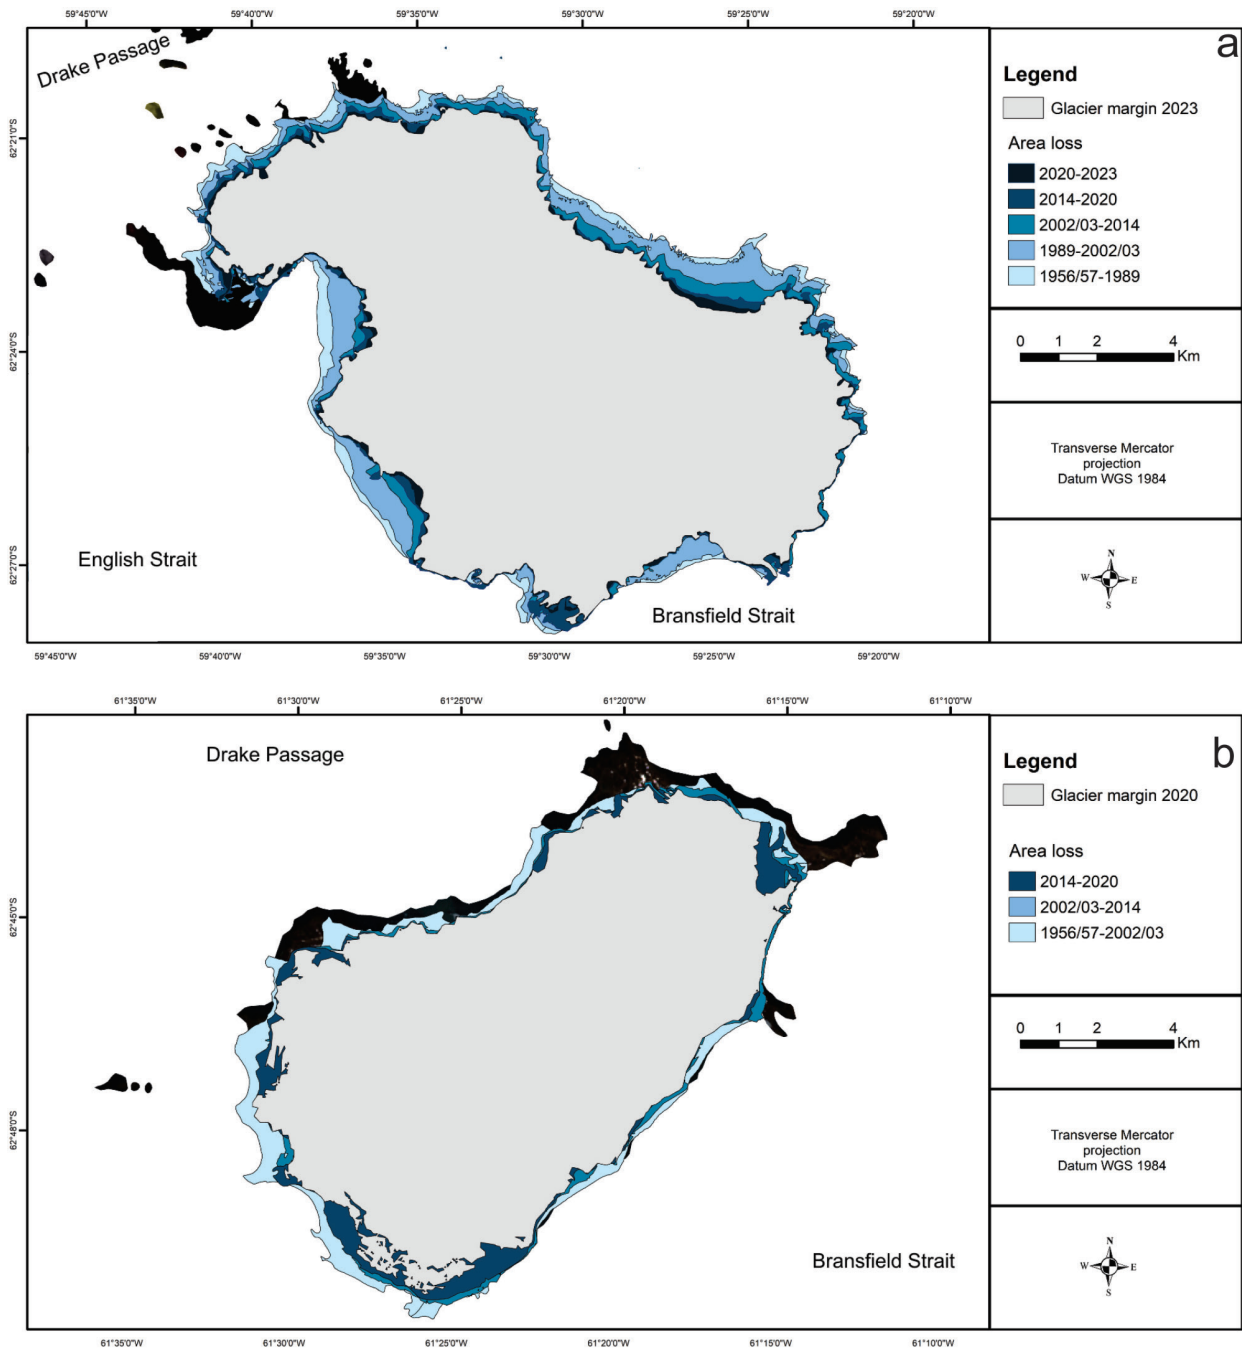 59°45'0"W 59°40'0"W 59°35'0"W 59°30'0"W 59°25'0"W 59°20'0"W
a
Drake Passage
62°21'0"S
62°24'0"S
62°27'0"S
English Strait
Bransfield Strait
59°45'0"W 59°40'0"W 59°35'0"W 59°30'0"W 59°25'0"W 59°20'0"W
Legend
Glacier margin 2023
Area loss
2020-2023
2014-2020
2002/03-2014
1989-2002/03
1956/57-1989
0 1 2 4
Km
Transverse Mercator
projection
Datum WGS 1984
N
W E
S
61°35'0"W 61°30'0"W 61°25'0"W 61°20'0"W 61°15'0"W 61°10'0"W
b
Drake Passage
62°45'0"S
62°48'0"S
Bransfield Strait
61°35'0"W 61°30'0"W 61°25'0"W 61°20'0"W 61°15'0"W 61°10'0"W
Legend
Glacier margin 2020
Area loss
2014-2020
2002/03-2014
1956/57-2002/03
0 1 2 4
Km
Transverse Mercator
projection
Datum WGS 1984
N
W E
S